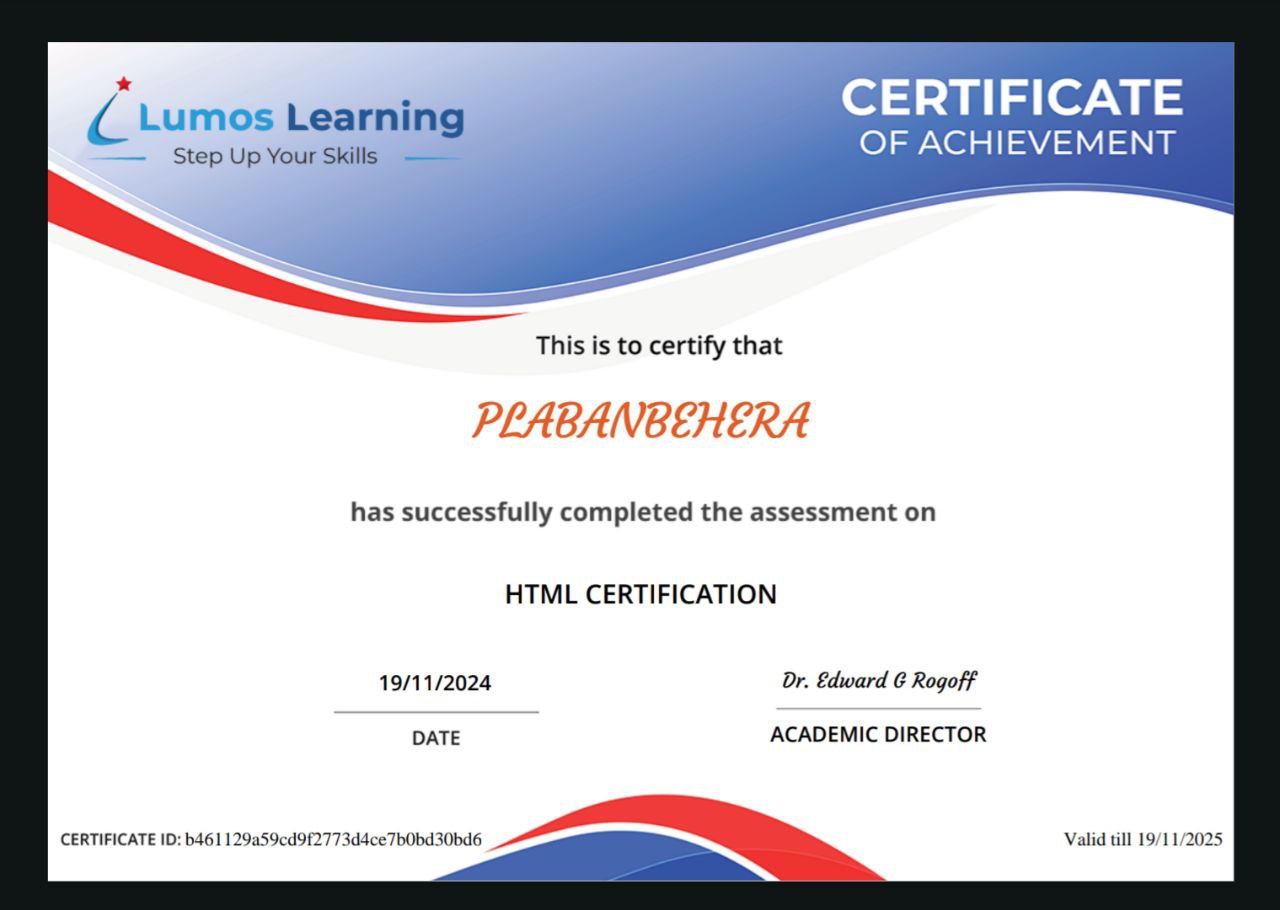 Lumos Learning
Step Up Your Skills
CERTIFICATE
OF ACHIEVEMENT
This is to certify that
PLABANBEHERA
has successfully completed the assessment on
HTML CERTIFICATION
19/11/2024
DATE
Dr. Edward G Rogoff
ACADEMIC DIRECTOR
CERTIFICATE ID: b461129a59cd9f2773d4ce7b0bd30bd6
Valid till 19/11/2025